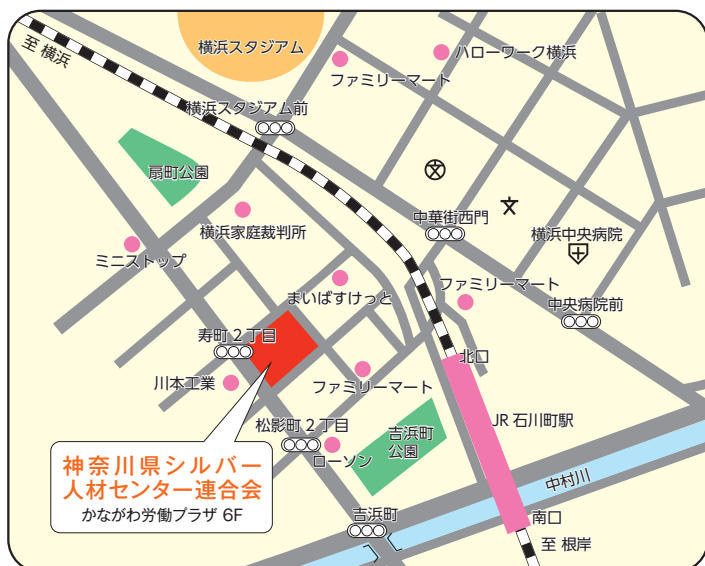 横浜スタジアム
ハローワーク横浜
至 横浜
ファミリーマート
横浜スタジアム前
扇町公園
中華街西門
横浜家庭裁判所
横浜中央病院
ミニストップ
まいばすけっと
ファミリーマート
中央病院前
寿町2丁目
北口
川本工業
ファミリーマート
松影町2丁目
吉浜町
公園
JR 石川町駅
ローソン
神奈川県シルバー
人材センター連合会
かながわ労働プラザ 6F
中村川
吉浜町
南口
至 根岸